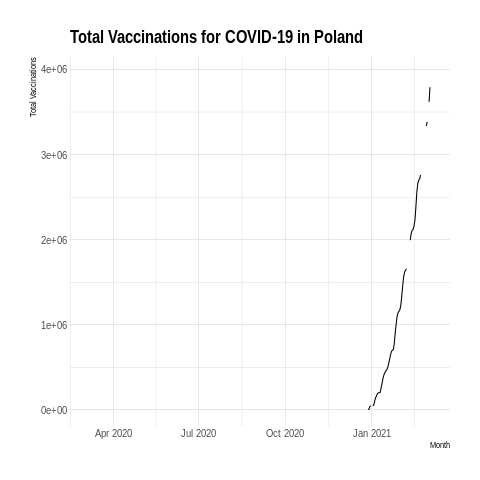 Total Vaccinations for COVID-19 in Poland
Total Vaccinations
4e+06
3e+06
2e+06
1e+06
0e+00
Apr 2020
Jul 2020
Oct 2020
Jan 2021
Month